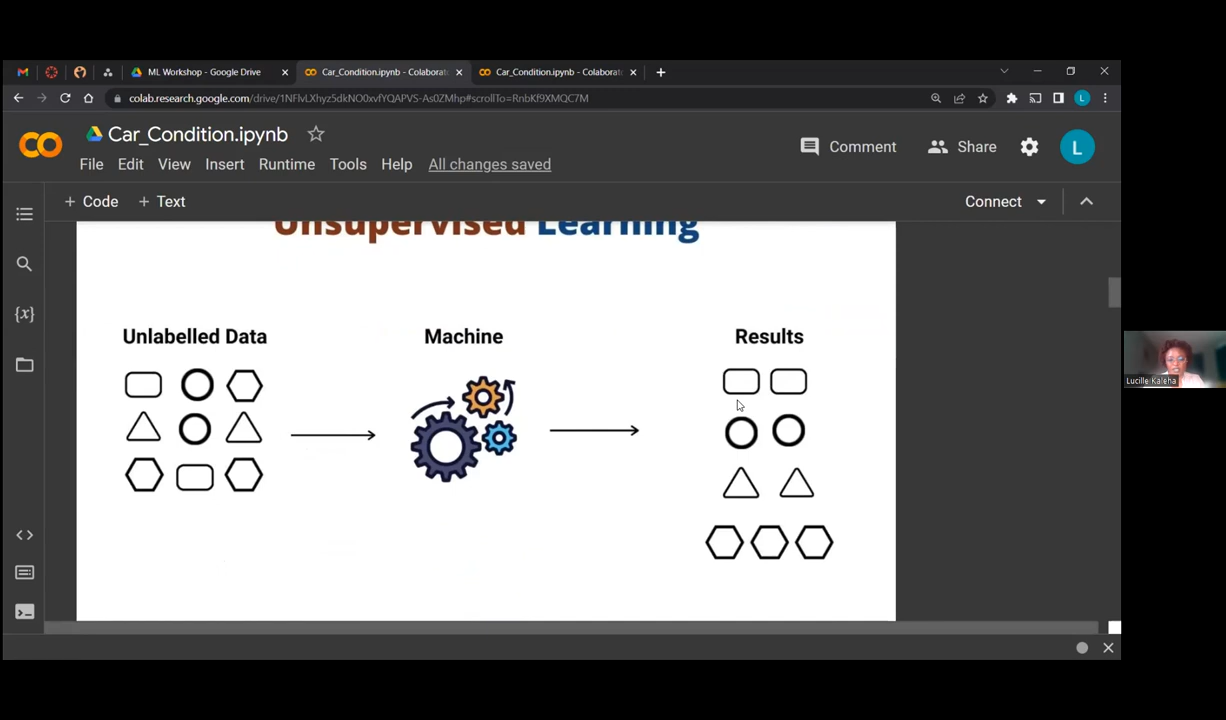 ML Workshop - Google Drive
Car_Condition.ipynb - Colaborat
Car_Condition.ipynb - Colaborat
colab.research.google.com/drive/1NFlvLXhyz5dkNO0xvfYQAPVS-As0ZMhp#scrollTo=RnbKf9XMQC7M
L
Car_Condition.ipynb
File Edit View Insert Runtime Tools Help All changes saved
Comment Share L
+ Code + Text
Connect
Unsupervised Learning
{x}
Unlabelled Data Machine Results
Lucille Kaleha